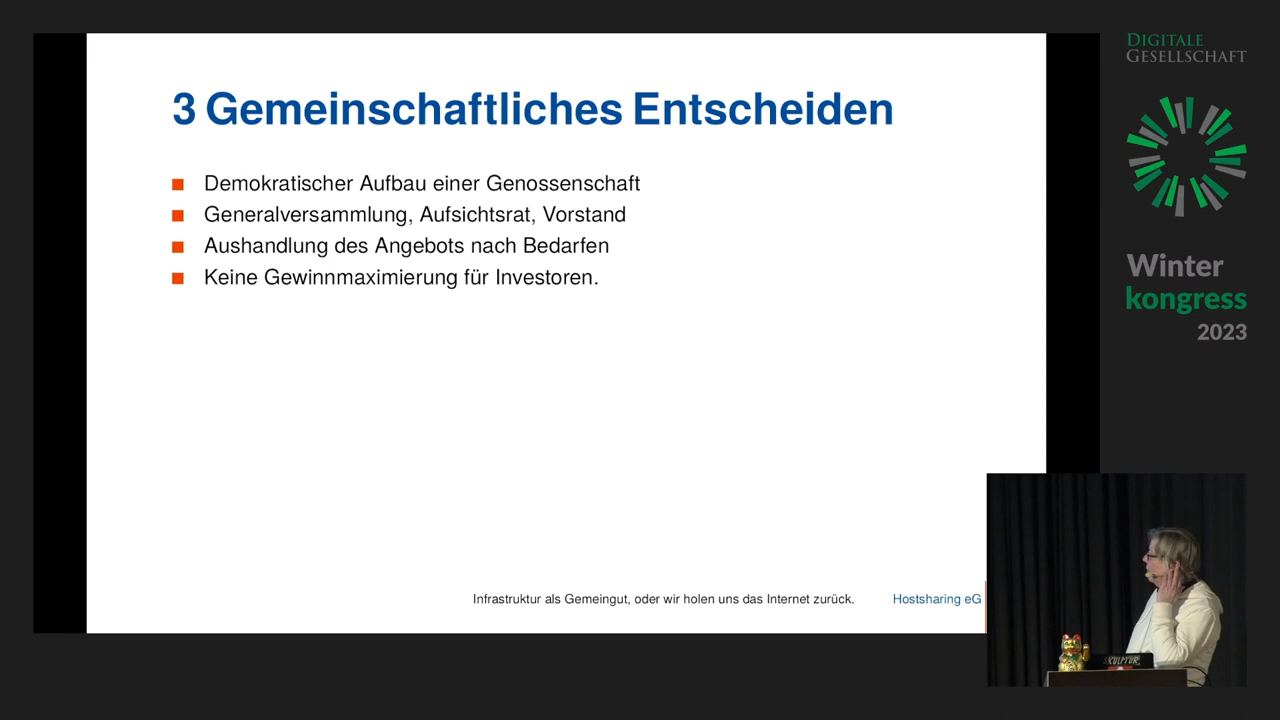 3 Gemeinschaftliches Entscheiden
Demokratischer Aufbau einer Genossenschaft
Generalversammlung, Aufsichtsrat, Vorstand
Aushandlung des Angebots nach Bedarfen
Keine Gewinnmaximierung für Investoren.
Infrastruktur als Gemeingut, oder wir holen uns das Internet zurück.
Hostsharing eG
DIGITALE
GESELLSCHAFT
Winter
kongress
2023
SKULPTUR